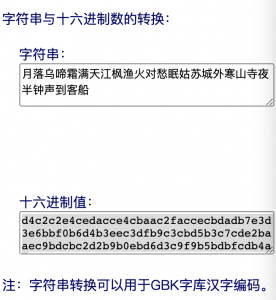 字符串与十六进制数的转换：
字符串：
月落乌啼霜满天江枫渔火对愁眠姑苏城外寒山寺夜
半钟声到客船
十六进制值：
d4c2c2e4cedacce4cbaac2faccecbdadb7e3d
3e6bbf0b6d4b3eec3dfb9c3cbd5b3c7cde2ba
aec9bdcbc2d2b9b0ebd6d3c9f9b5bdbfcdb4a
注：字符串转换可以用于GBK字库汉字编码。